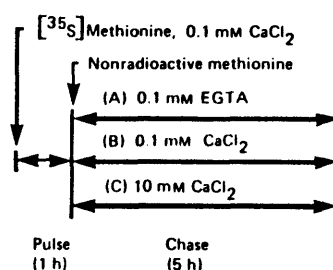 [35S] Methionine, 0.1 mM CaCl2
Nonradioactive methionine
(A) 0.1 mM EGTA
(B) 0.1 mM CaCl2
(C) 10 mM CaCl2
Pulse Chase
(1 h) (5 h)